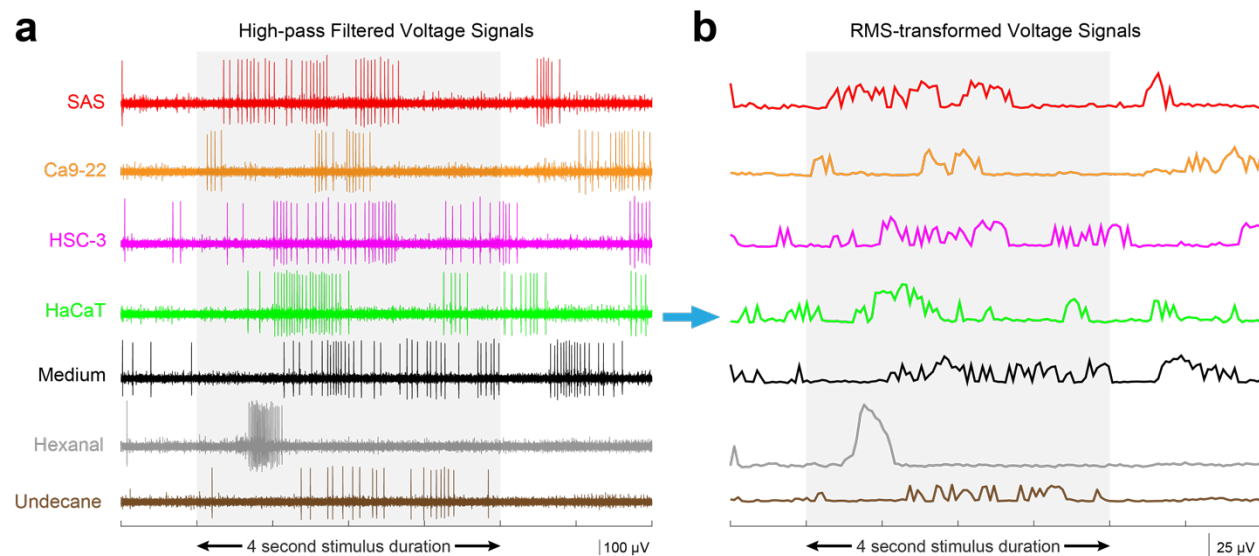 a
High-pass Filtered Voltage Signals
SAS
Ca9-22
HSC-3
HaCaT
Medium
Hexanal
Undecane
4 second stimulus duration
100 μV
b
RMS-transformed Voltage Signals
4 second stimulus duration
25 μV